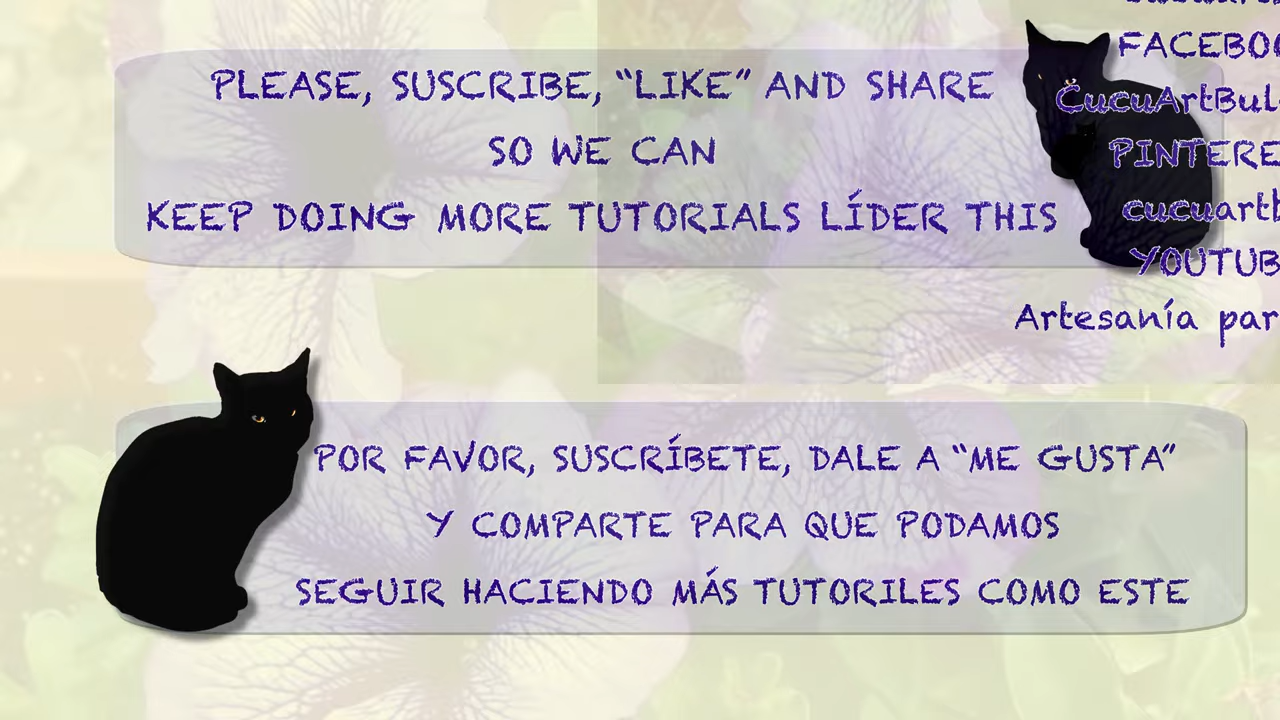 PLEASE, SUSCRIBE, “LIKE” AND SHARE
SO WE CAN
KEEP DOING MORE TUTORIALS LÍDER THIS
Artesanía
POR FAVOR, SUSCRÍBETE, DALE A “ME GUSTA”
Y COMPARTE PARA QUE PODAMOS
SEGUIR HACIENDO MÁS TUTORILES COMO ESTE